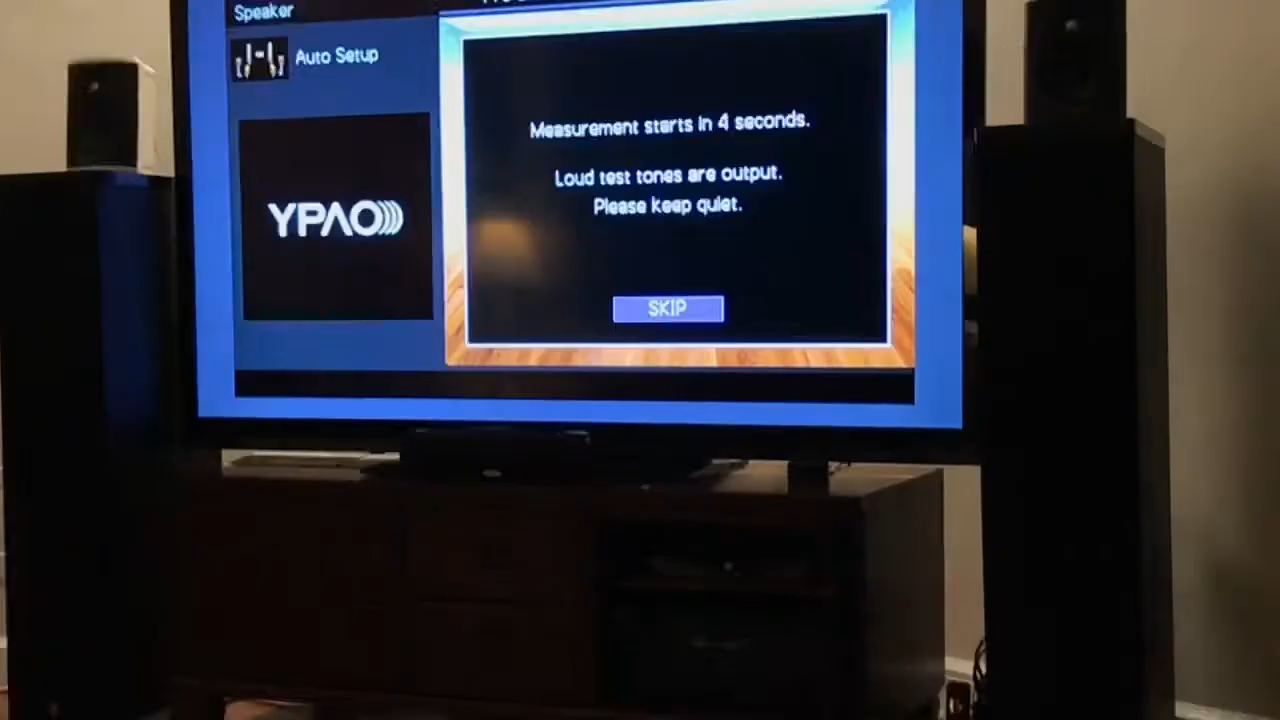 Speaker
Auto Setup
YPAO
Measurement starts in 4 seconds.
Loud test tones are output.
Please keep quiet.
SKIP